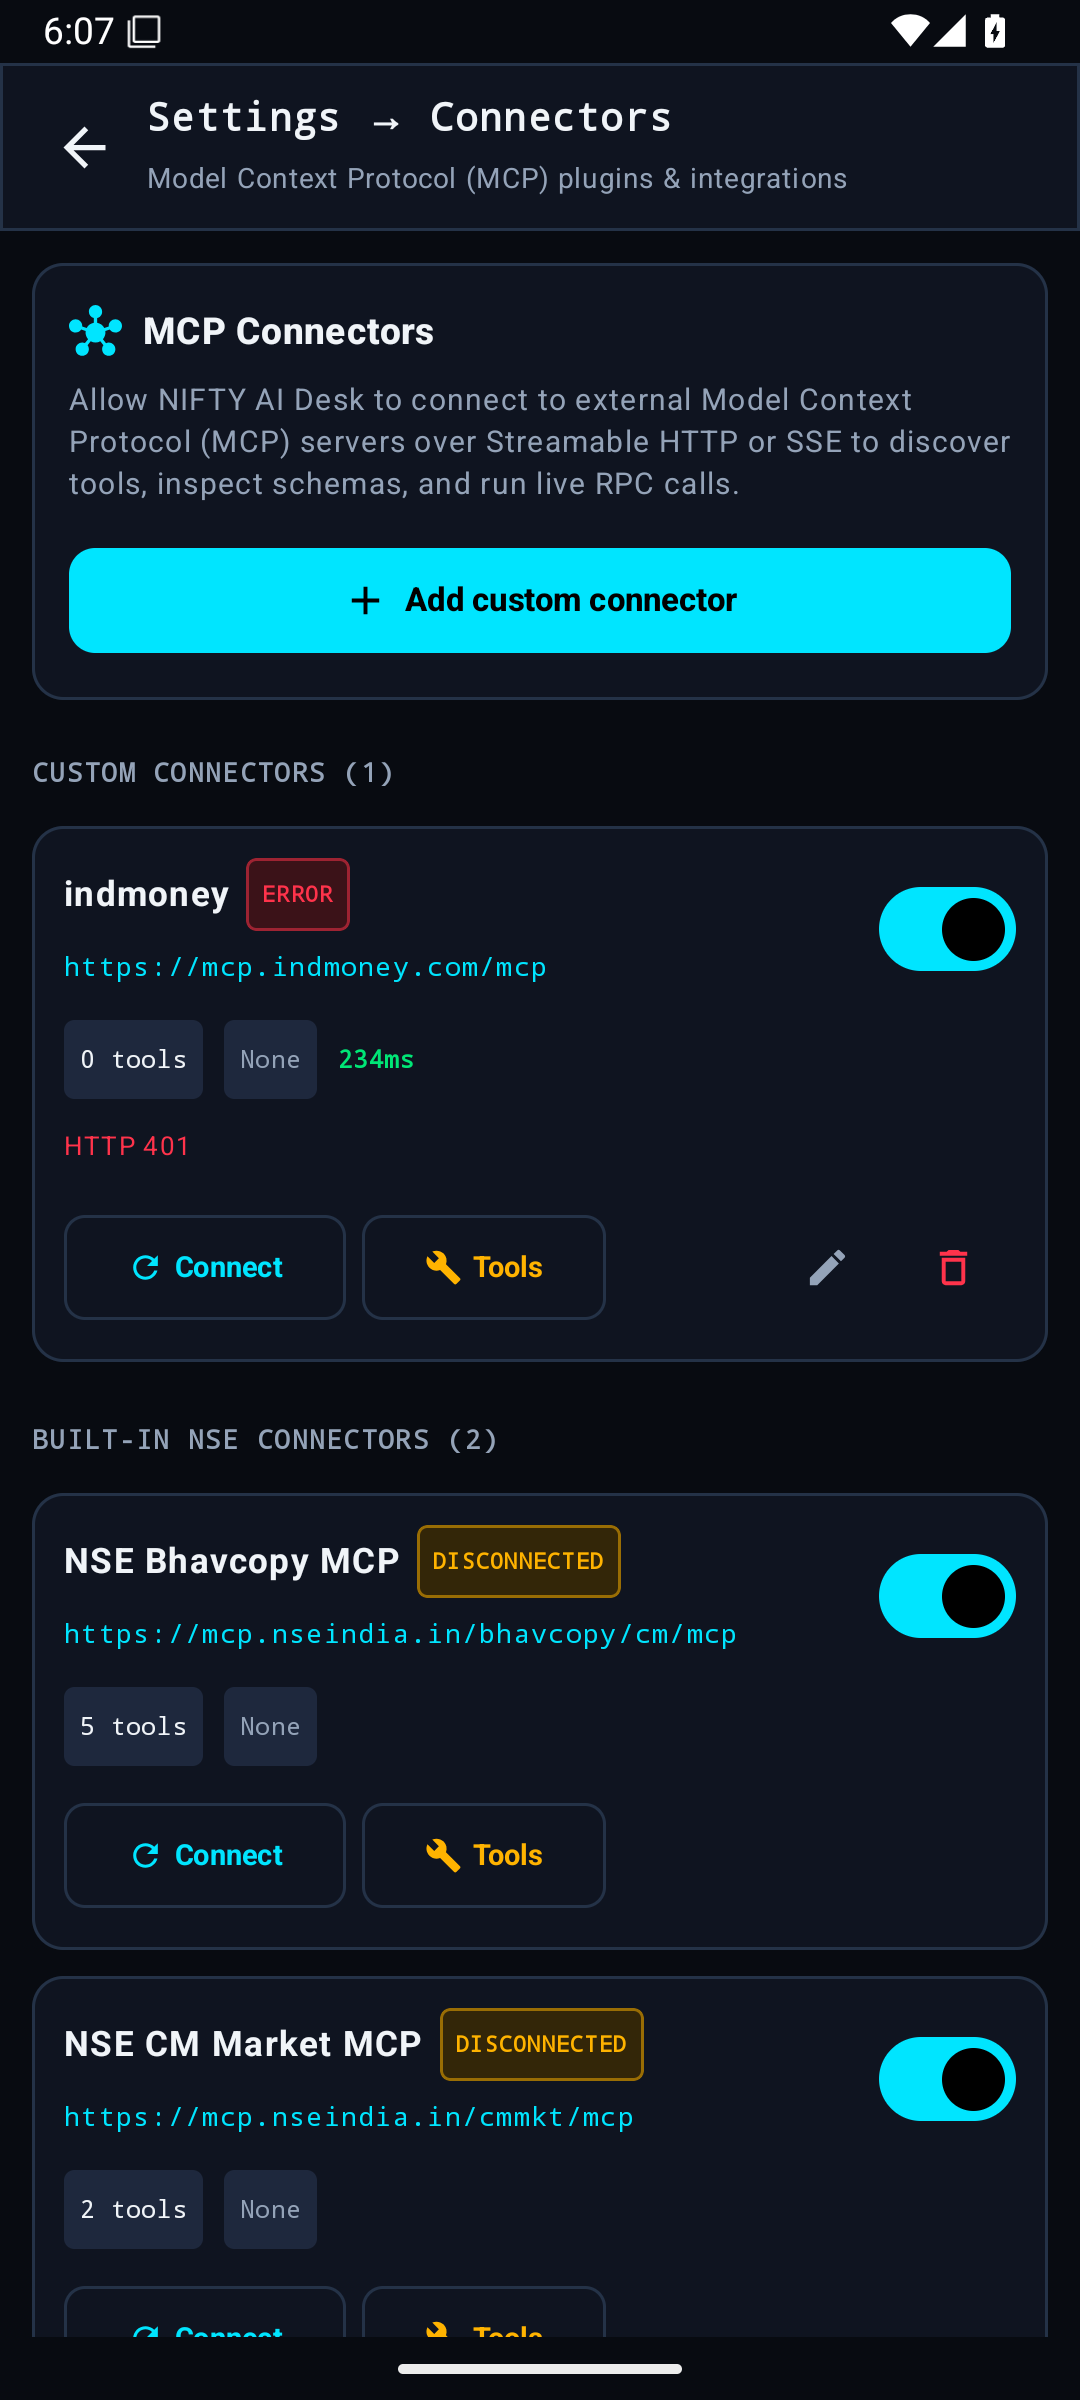 6:07
Settings → Connectors
Model Context Protocol (MCP) plugins & integrations
MCP Connectors
Allow NIFTY AI Desk to connect to external Model Context
Protocol (MCP) servers over Streamable HTTP or SSE to discover
tools, inspect schemas, and run live RPC calls.
+ Add custom connector
CUSTOM CONNECTORS (1)
indmoney ERROR
https://mcp.indmoney.com/mcp
0 tools None 234ms
HTTP 401
Connect Tools
BUILT-IN NSE CONNECTORS (2)
NSE Bhavcopy MCP DISCONNECTED
https://mcp.nseindia.in/bhavcopy/cm/mcp
5 tools None
Connect Tools
NSE CM Market MCP DISCONNECTED
https://mcp.nseindia.in/cmmkt/mcp
2 tools None
Connect Tools